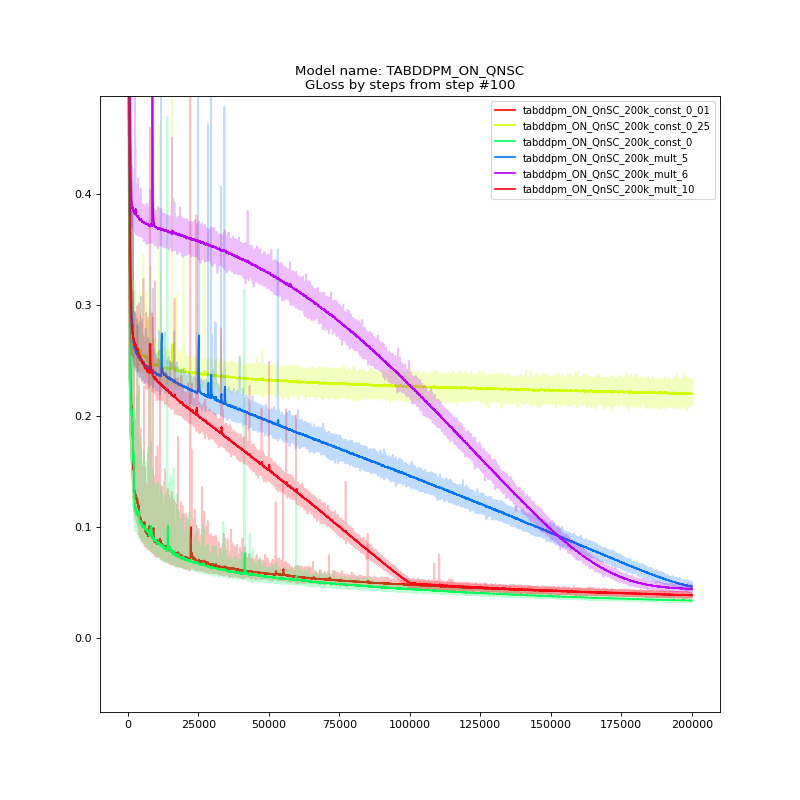 Model name: TABDDPM_ON_QNSC
GLoss by steps from step #100
tabddpm_ON_QnSC_200k_const_0_01
tabddpm_ON_QnSC_200k_const_0_25
tabddpm_ON_QnSC_200k_const_0
tabddpm_ON_QnSC_200k_mult_5
tabddpm_ON_QnSC_200k_mult_6
tabddpm_ON_QnSC_200k_mult_10
0.4
0.3
0.2
0.1
0.0
0 25000 50000 75000 100000 125000 150000 175000 200000